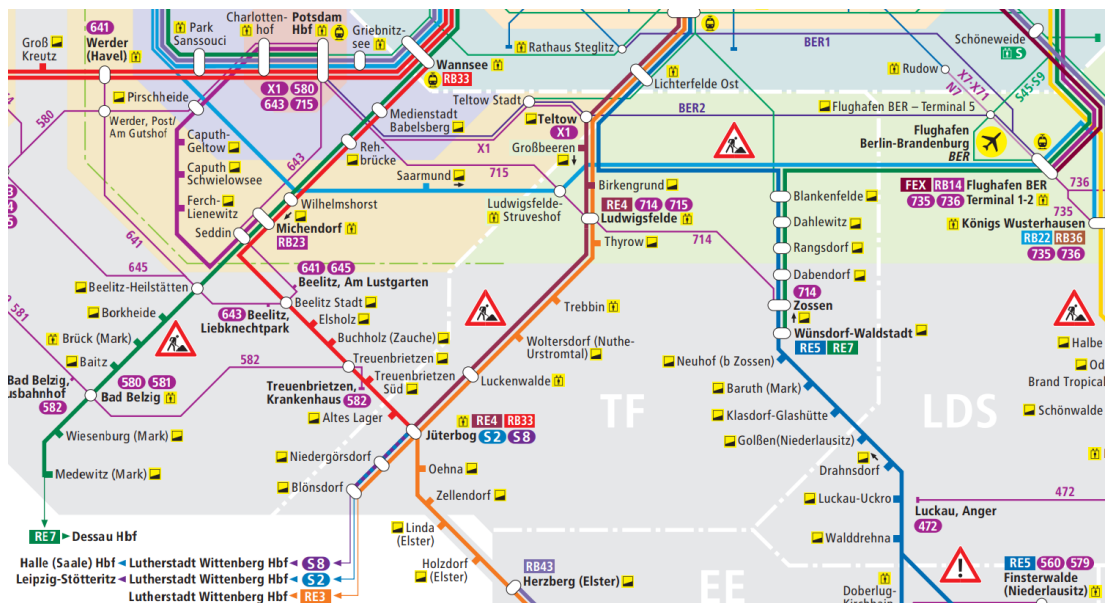 641
Werder
(Havel)
Groß
Kreutz
Park
Sanssouci
Charlotten-
hof
Potsdam
Hbf
Griebnitz-
see
Wannsee
RB33
Rathaus Steglitz
BER1
Schöneweide
S
Rudow
X7·X71
N7
S45·S9
X1
580
643
715
Pirschheide
Werder, Post/
Am Gutshof
580
Teltow Stadt
Lichterfelde Ost
BER2
Flughafen BER – Terminal 5
Medienstadt
Babelsberg
Teltow
X1
Großbeeren
Flughafen
Berlin-Brandenburg
BER
Caputh-
Geltow
Reh-
brücke
X1
643
715
Caputh
Schwielowsee
Saarmund
Birkengrund
FEX
RB14
Flughafen BER
Terminal 1-2
735
736
736
735
Blankenfelde
Ferch-
Lienewitz
Wilhelmshorst
Ludwigsfelde-
Struveshof
RE4
714
715
Ludwigsfelde
Dahlewitz
Königs Wusterhausen
RB22
RB36
735
736
Seddin
Michendorf
RB23
Thyrow
714
Rangsdorf
641
645
641
645
Beelitz, Am Lustgarten
Dabendorf
714
Zossen
Beelitz-Heilstätten
Beelitz Stadt
Trebbin
643
Beelitz,
Liebknechtpark
Elsholz
Borkheide
581
Buchholz (Zauche)
Woltersdorf (Nuthe-
Urstromtal)
Wünsdorf-Waldstadt
RE5
RE7
Brück (Mark)
Halbe
Baitz
582
Treuenbrietzen
Neuhof (b Zossen)
Bad Belzig,
usbahnhof
582
580
581
Bad Belzig
Treuenbrietzen
Süd
Luckenwalde
Brand Tropical
Treuenbrietzen,
Krankenhaus
582
Baruth (Mark)
Altes Lager
RE4
RB33
Jüterbog
S2
S8
TF
LDS
Klasdorf-Glashütte
Schönwalde
Wiesenburg (Mark)
Golßen(Niederlausitz)
Niedergörsdorf
Oehna
Drahnsdorf
Medewitz (Mark)
Blönsdorf
Zellendorf
Luckau-Uckro
472
Luckau, Anger
472
RE7
Dessau Hbf
Linda
(Elster)
Walddrehna
Halle (Saale) Hbf
Lutherstadt Wittenberg Hbf
S8
Holzdorf
(Elster)
RB43
RE5
560
579
Leipzig-Stötteritz
Lutherstadt Wittenberg Hbf
S2
Herzberg (Elster)
EE
Finsterwalde
(Niederlausitz)
Lutherstadt Wittenberg Hbf
RE3
Doberlug-